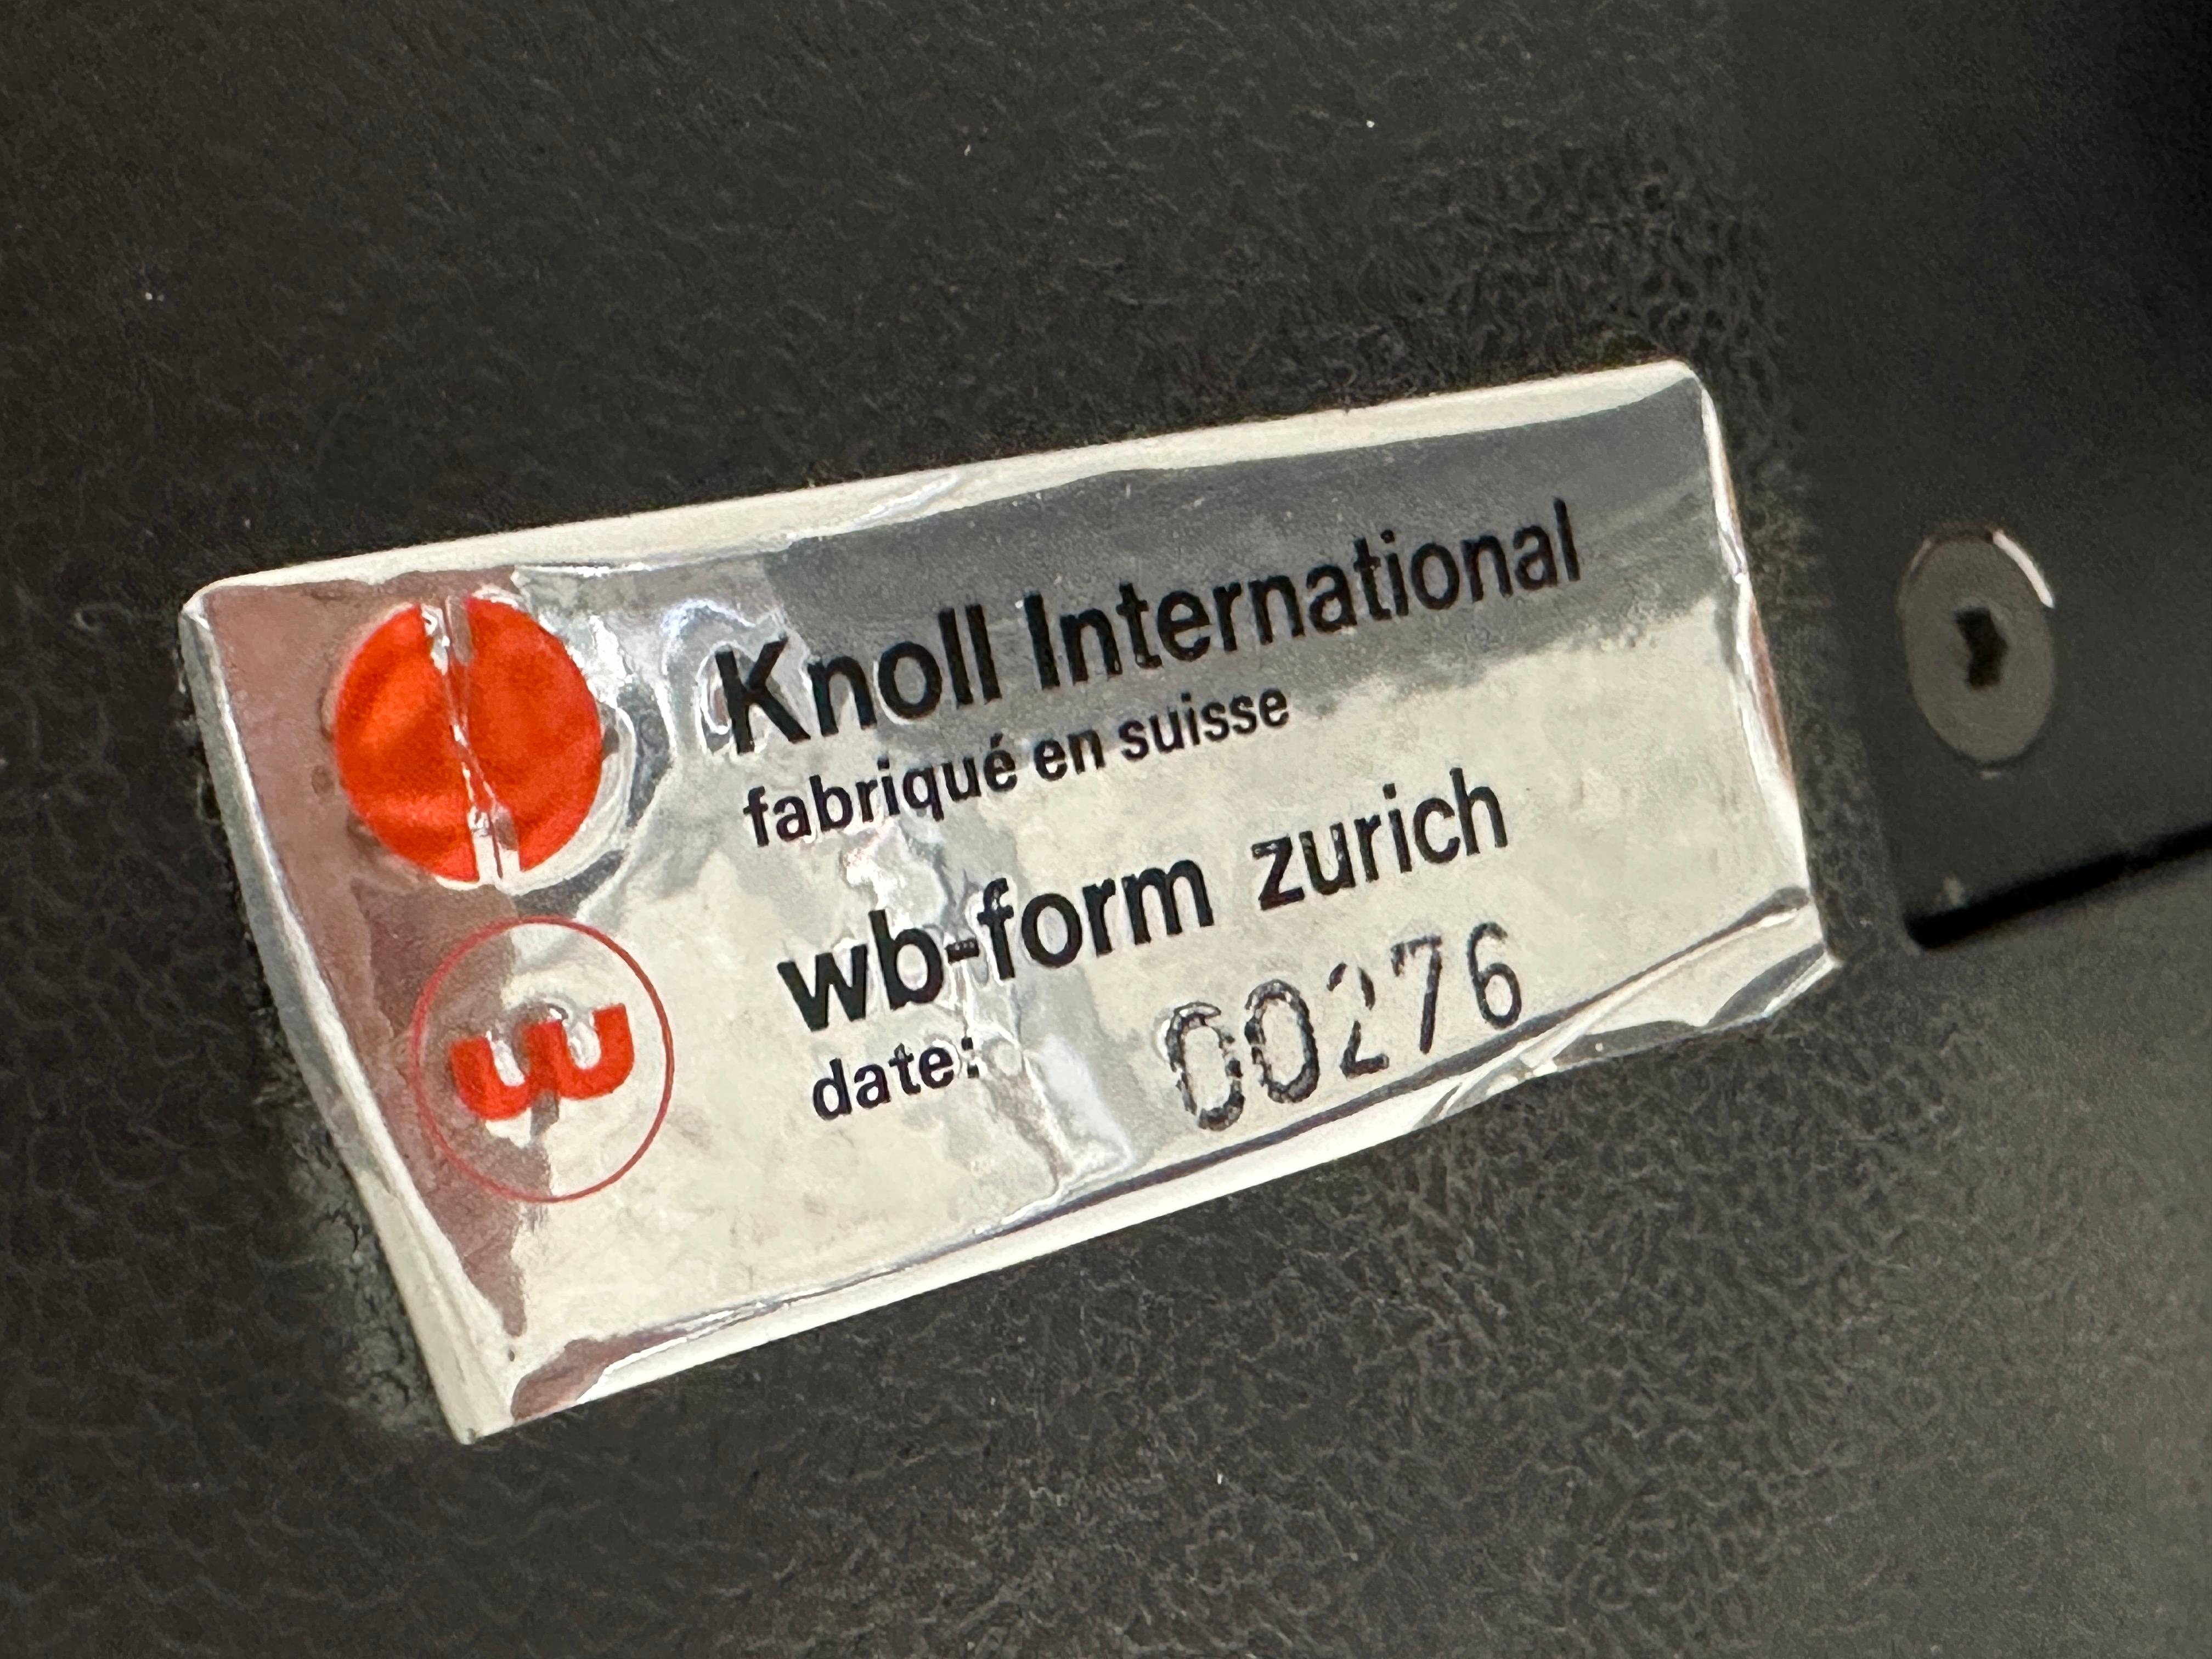 Knoll International
fabriqué en suisse
wb-form zurich
date: 00276